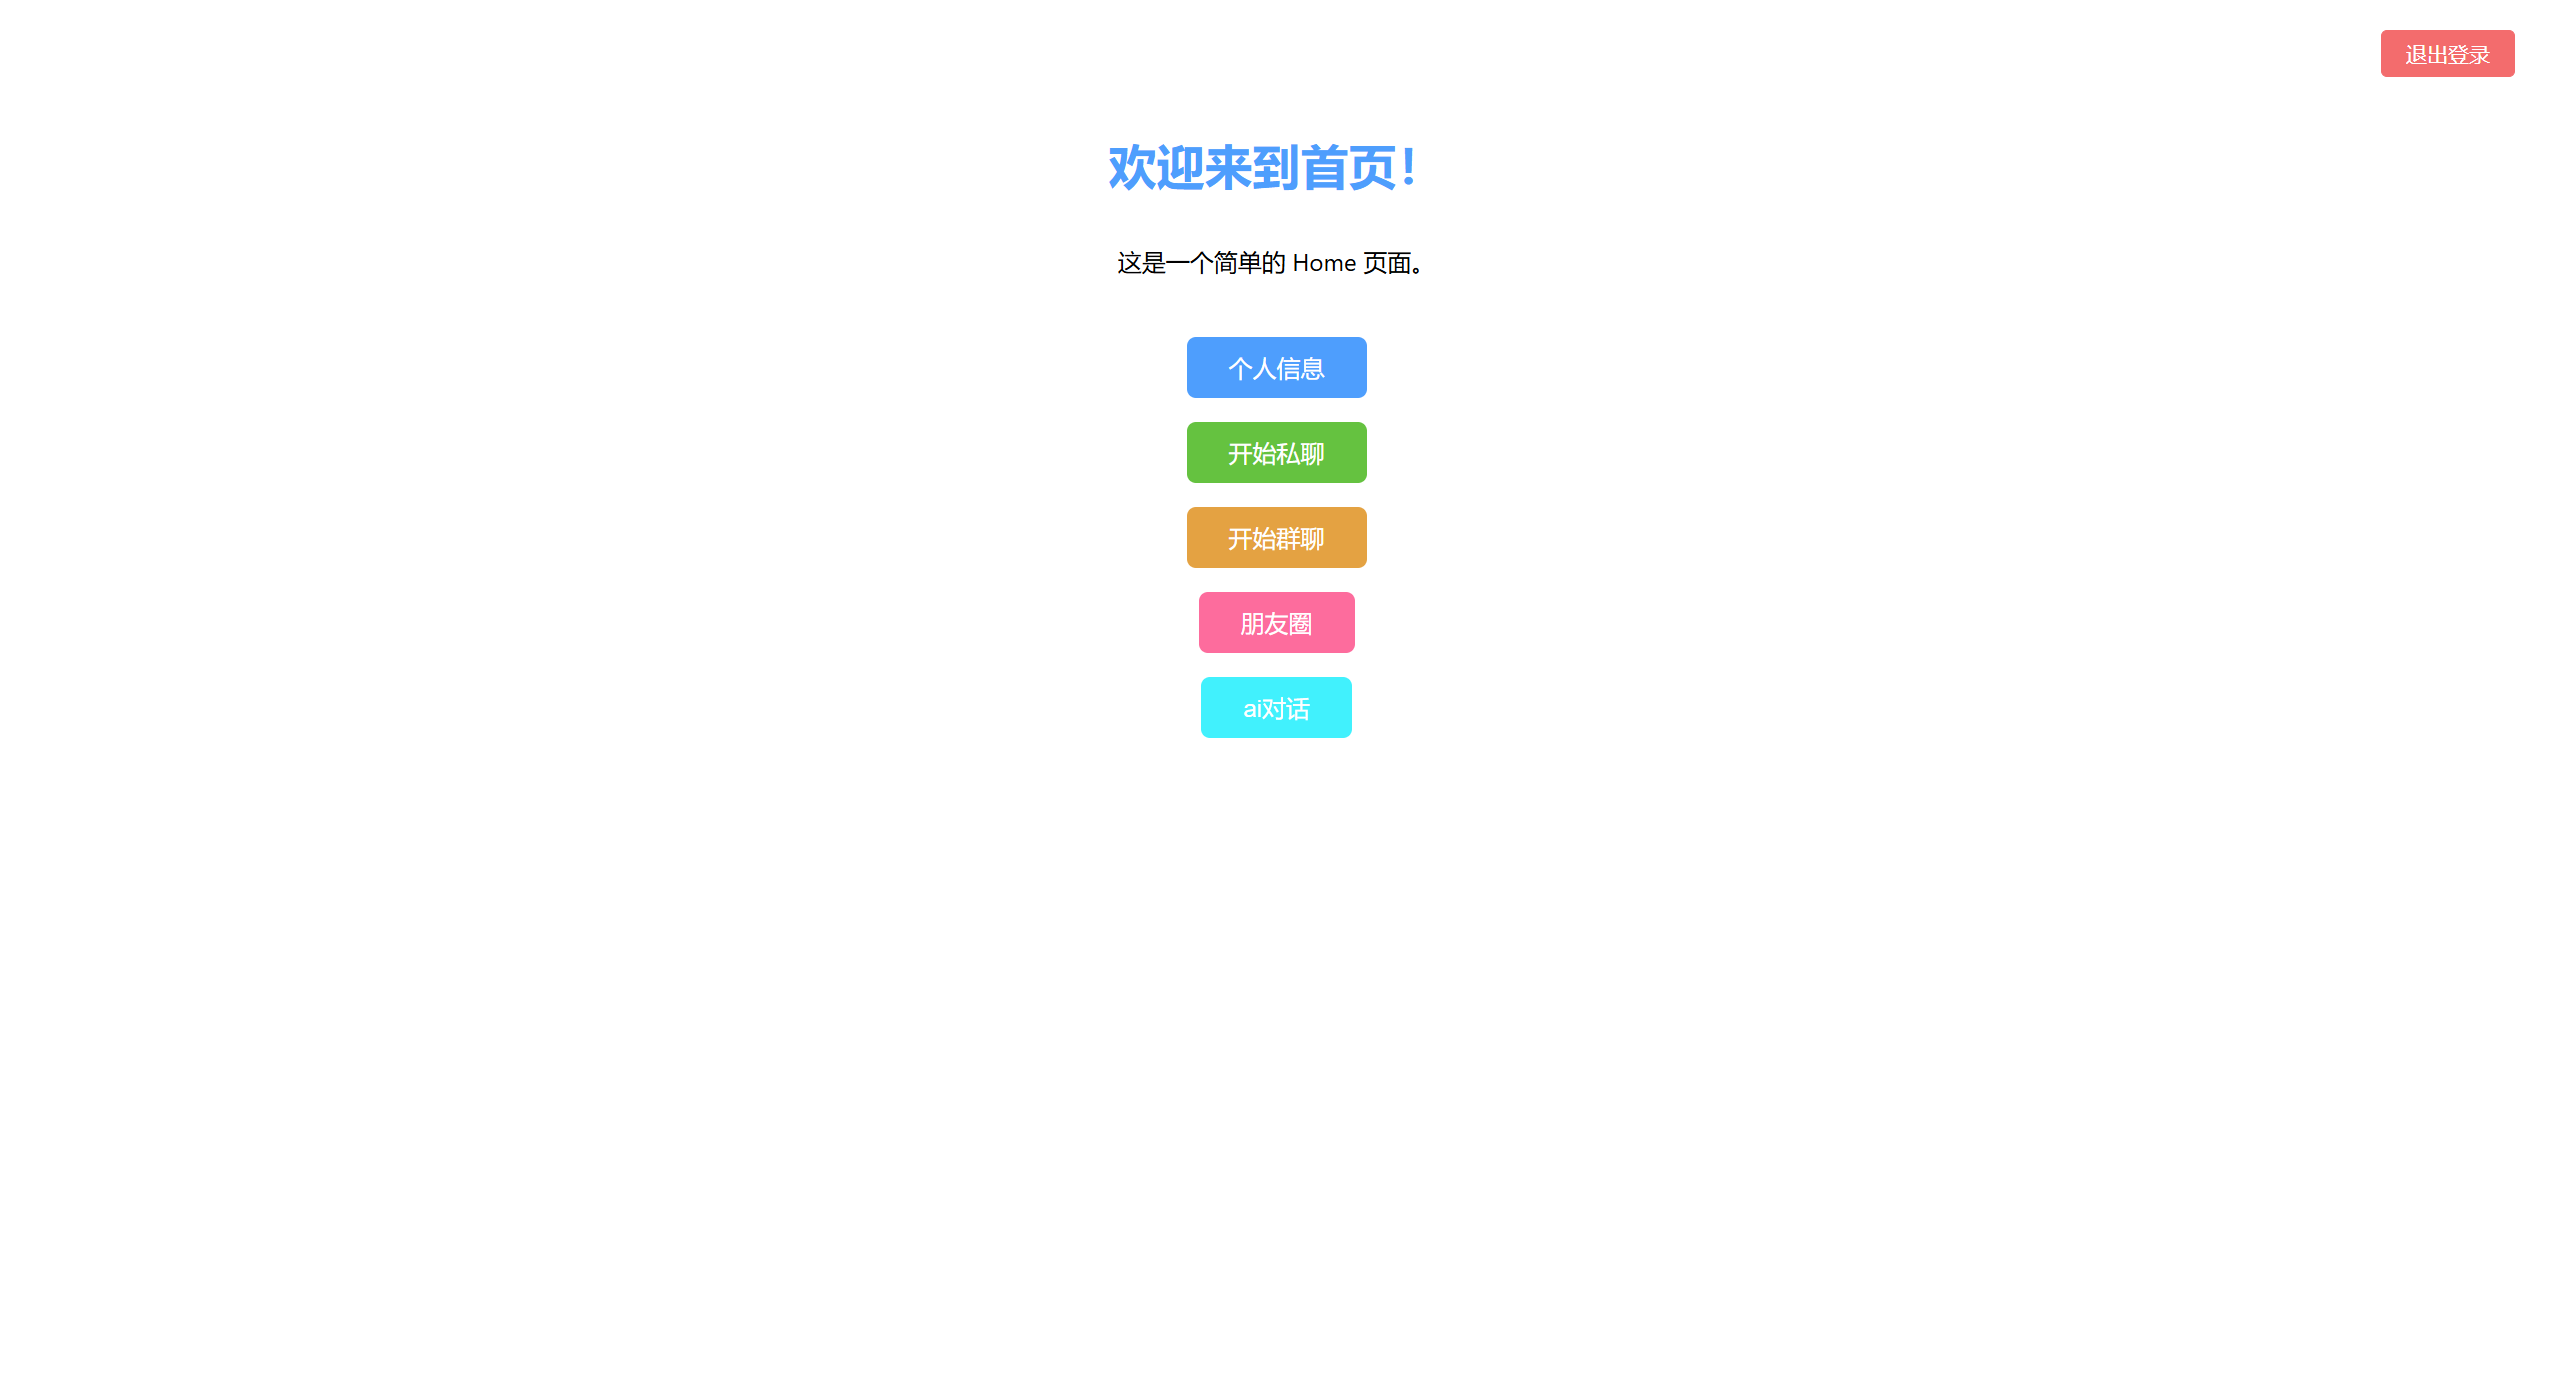 退出登录
欢迎来到首页！
这是一个简单的 Home 页面。
个人信息
开始私聊
开始群聊
朋友圈
ai对话